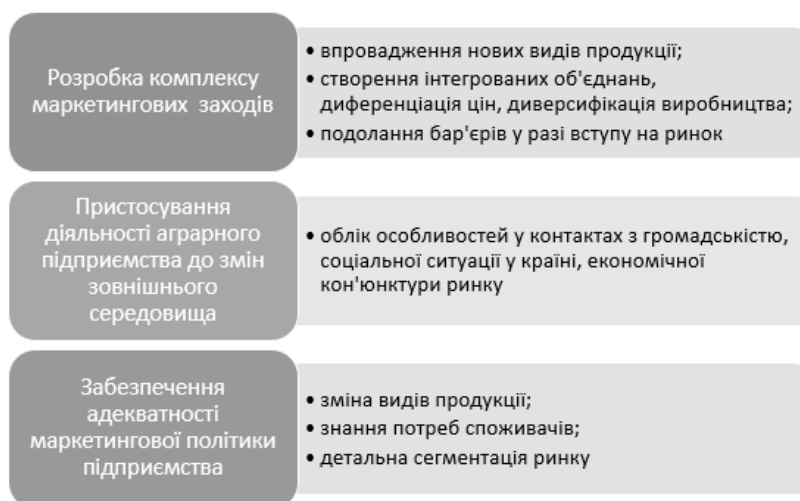 Розробка комплексу
маркетингових заходів
• впровадження нових видів продукції;
• створення інтегрованих об'єднань,
диференціація цін, диверсифікація виробництва;
• подолання бар'єрів у разі вступу на ринок
Пристосування
діяльності аграрного
підприємства до змін
зовнішнього
середовища
• облік особливостей у контактах з громадськістю,
соціальної ситуації у країні, економічної
кон'юнктури ринку
Забезпечення
адекватності
маркетингової політики
підприємства
• зміна видів продукції;
• знання потреб споживачів;
• детальна сегментація ринку